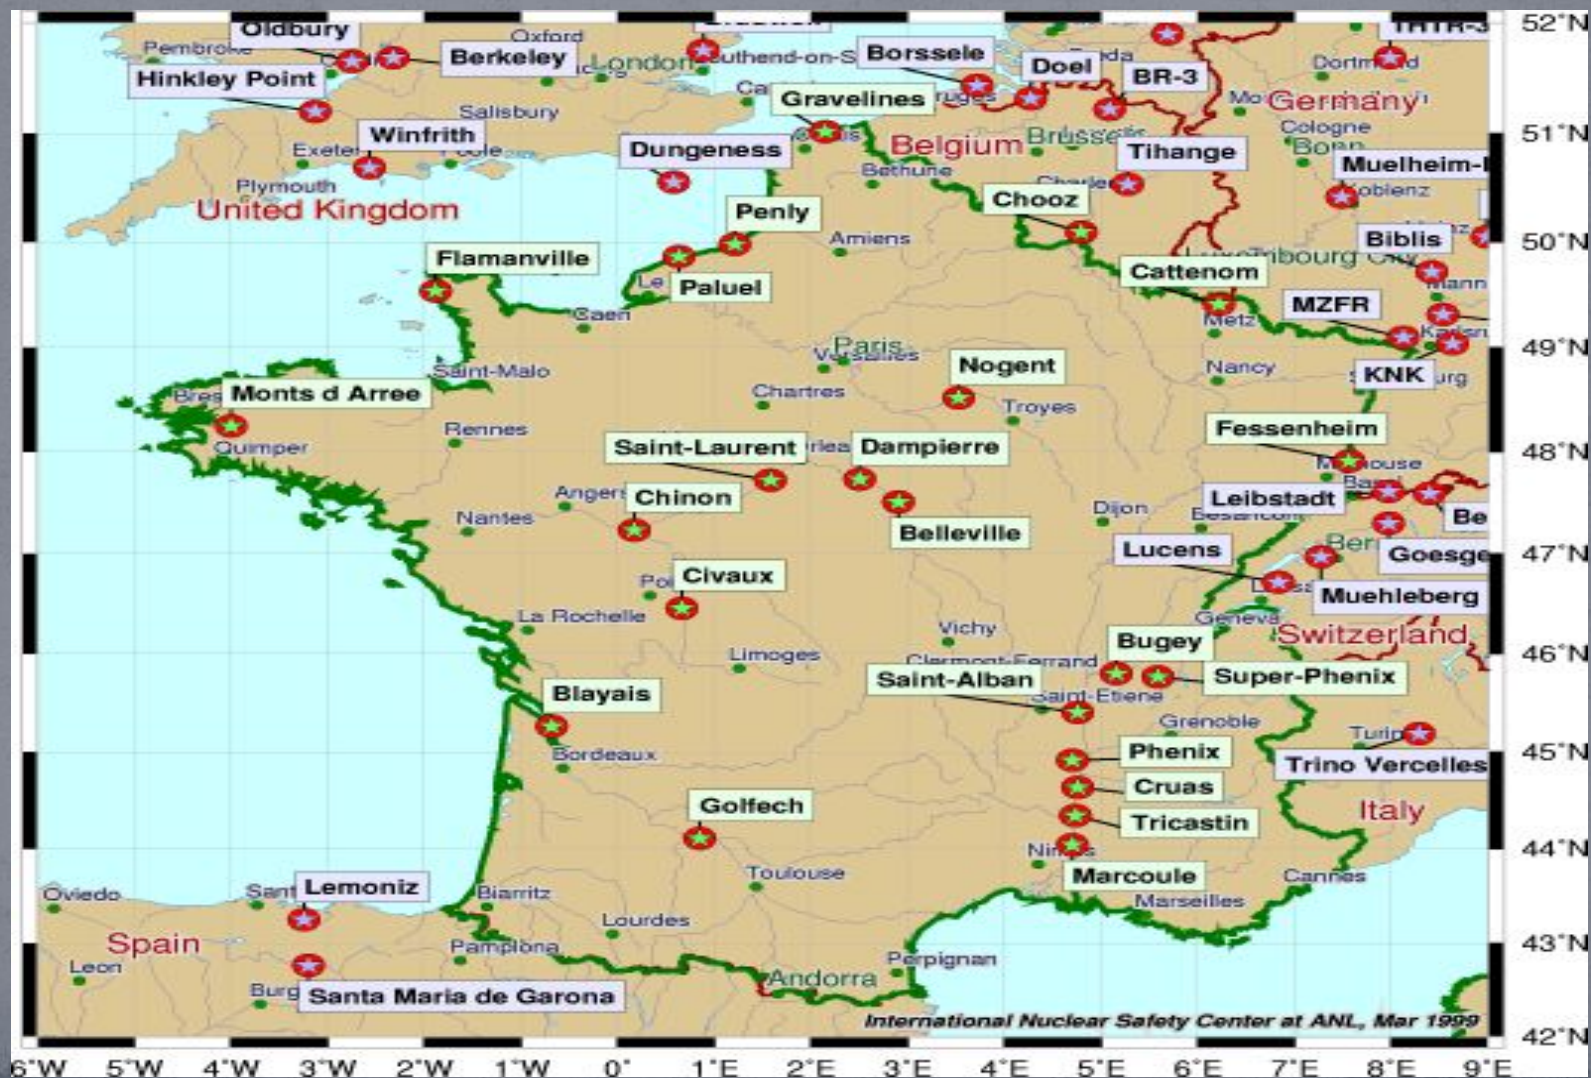 52°N
Oldbury
Oxford
Pembroke
Berkeley
London
Borssele
Doel
BR-3
Hinkley Point
Gravelines
Germany
Salisbury
51°N
Winfrith
Belgium
Cologne
Bonn
Exeter
Dungeness
Tihange
Bethune
Plymouth
Koblenz
Chooz
United Kingdom
Penly
50°N
Amiens
Biblis
Flamanville
Cattenom
Paluel
MZFR
Caen
Metz
49°N
Paris
Versailles
Nogent
Nancy
KNK
Saint-Malo
Monts d Arree
Chartres
Troyes
Rennes
Fessenheim
48°N
Quimper
Saint-Laurent
Dampierre
Angers
Chinon
Leibstadt
Dijon
Nantes
Belleville
47°N
Lucens
Civaux
Muehleberg
La Rochelle
Geneva
Vichy
Switzerland
Bugey
46°N
Limoges
Clermont-Ferrand
Saint-Alban
Super-Phenix
Blayais
Saint-Etiene
Grenoble
Turin
45°N
Bordeaux
Phenix
Trino Vercelles
Cruas
Golfech
Italy
Tricastin
44°N
Toulouse
Marcoule
Cannes
Oviedo
Lemoniz
Biarritz
Marseilles
Lourdes
Spain
43°N
Pamplona
Perpignan
Leon
Andorra
Santa Maria de Garona
International Nuclear Safety Center at ANL, Mar 1999
42°N
6°W 5°W 4°W 3°W 2°W 1°W 0° 1°E 2°E 3°E 4°E 5°E 6°E 7°E 8°E 9°E